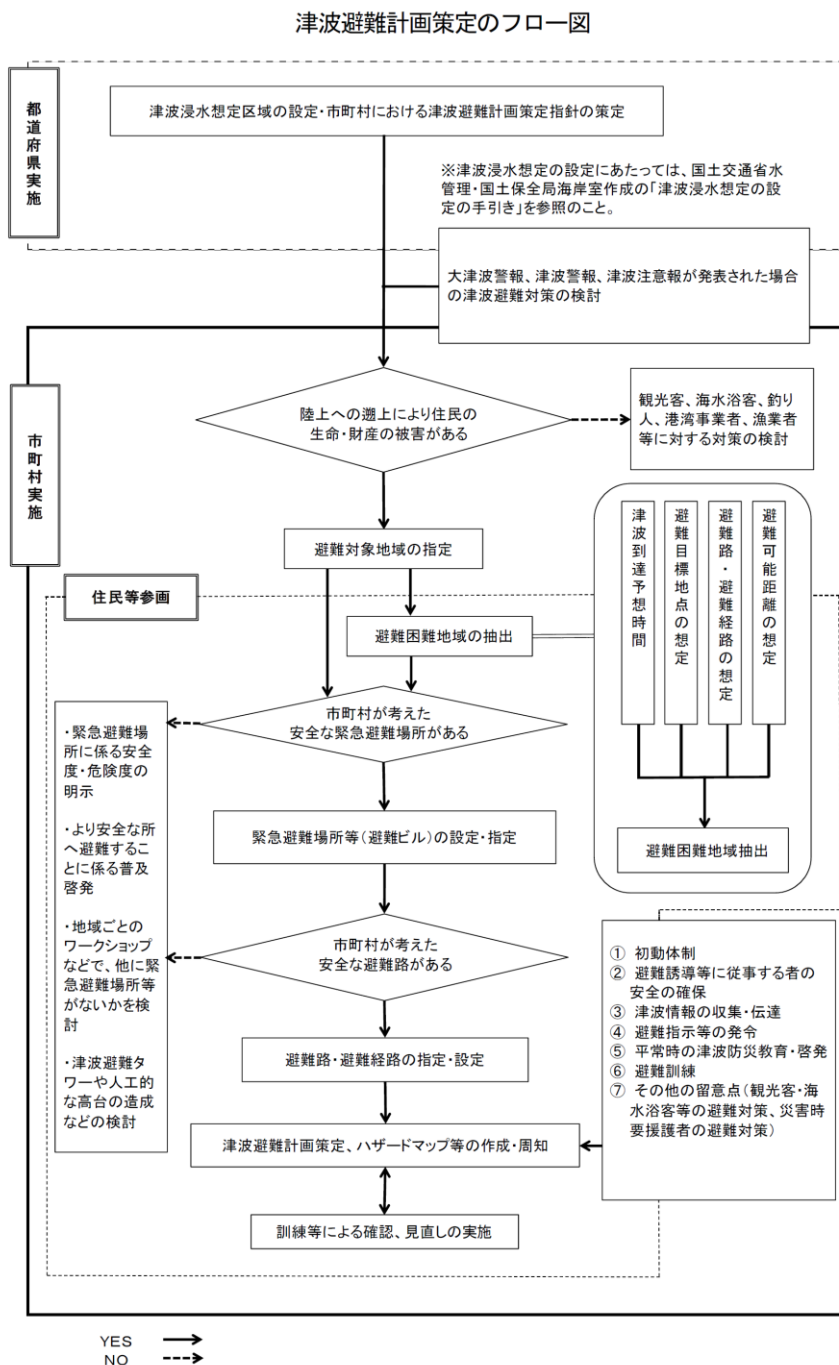 津波避難計画策定のフロー図
都道府県実施
津波浸水想定区域の設定・市町村における津波避難計画策定指針の策定
※津波浸水想定の設定にあたっては、国土交通省水
管理・国土保全局海岸室作成の「津波浸水想定の設
定の手引き」を参照のこと。
大津波警報、津波警報、津波注意報が発表された場合
の津波避難対策の検討
市町村実施
陸上への遡上により住民の
生命・財産の被害がある
観光客、海水浴客、釣り
人、港湾事業者、漁業者
等に対する対策の検討
避難対象地域の指定
津波到達予想時間
避難目標地点の想定
避難路・避難経路の想定
避難可能距離の想定
避難困難地域抽出
住民等参画
避難困難地域の抽出
市町村が考えた
安全な緊急避難場所がある
・緊急避難場
所に係る安全
度・危険度の
明示
・より安全な所
へ避難するこ
とに係る普及
啓発
・地域ごとの
ワークショップ
などで、他に緊
急避難場所等
がないかを検
討
・津波避難タ
ワーや人工的
な高台の造成
などの検討
緊急避難場所等(避難ビル)の設定・指定
市町村が考えた
安全な避難路がある
避難路・避難経路の指定・設定
① 初動体制
② 避難誘導等に従事する者の
安全の確保
③ 津波情報の収集・伝達
④ 避難指示等の発令
⑤ 平常時の津波防災教育・啓発
⑥ 避難訓練
⑦ その他の留意点(観光客・海
水浴客等の避難対策、災害時
要援護者の避難対策)
津波避難計画策定、ハザードマップ等の作成・周知
訓練等による確認、見直しの実施
YES
NO